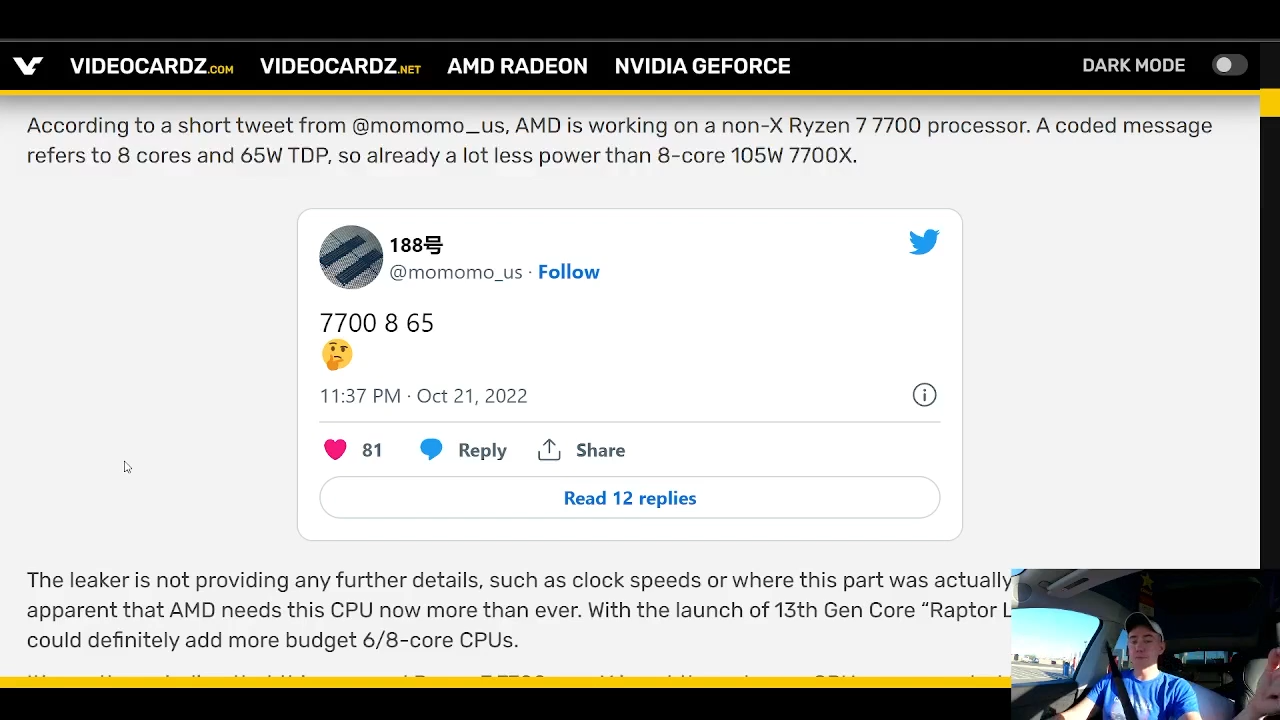 VIDEOCARDZ.COM VIDEOCARDZ.NET AMD RADEON NVIDIA GEFORCE DARK MODE
According to a short tweet from @momomo_us, AMD is working on a non-X Ryzen 7 7700 processor. A coded message
refers to 8 cores and 65W TDP, so already a lot less power than 8-core 105W 7700X.
188号
@momomo_us · Follow
7700 8 65
🤔
11:37 PM · Oct 21, 2022
81 Reply Share
Read 12 replies
The leaker is not providing any further details, such as clock speeds or where this part was actually
apparent that AMD needs this CPU now more than ever. With the launch of 13th Gen Core “Raptor L
could definitely add more budget 6/8-core CPUs.